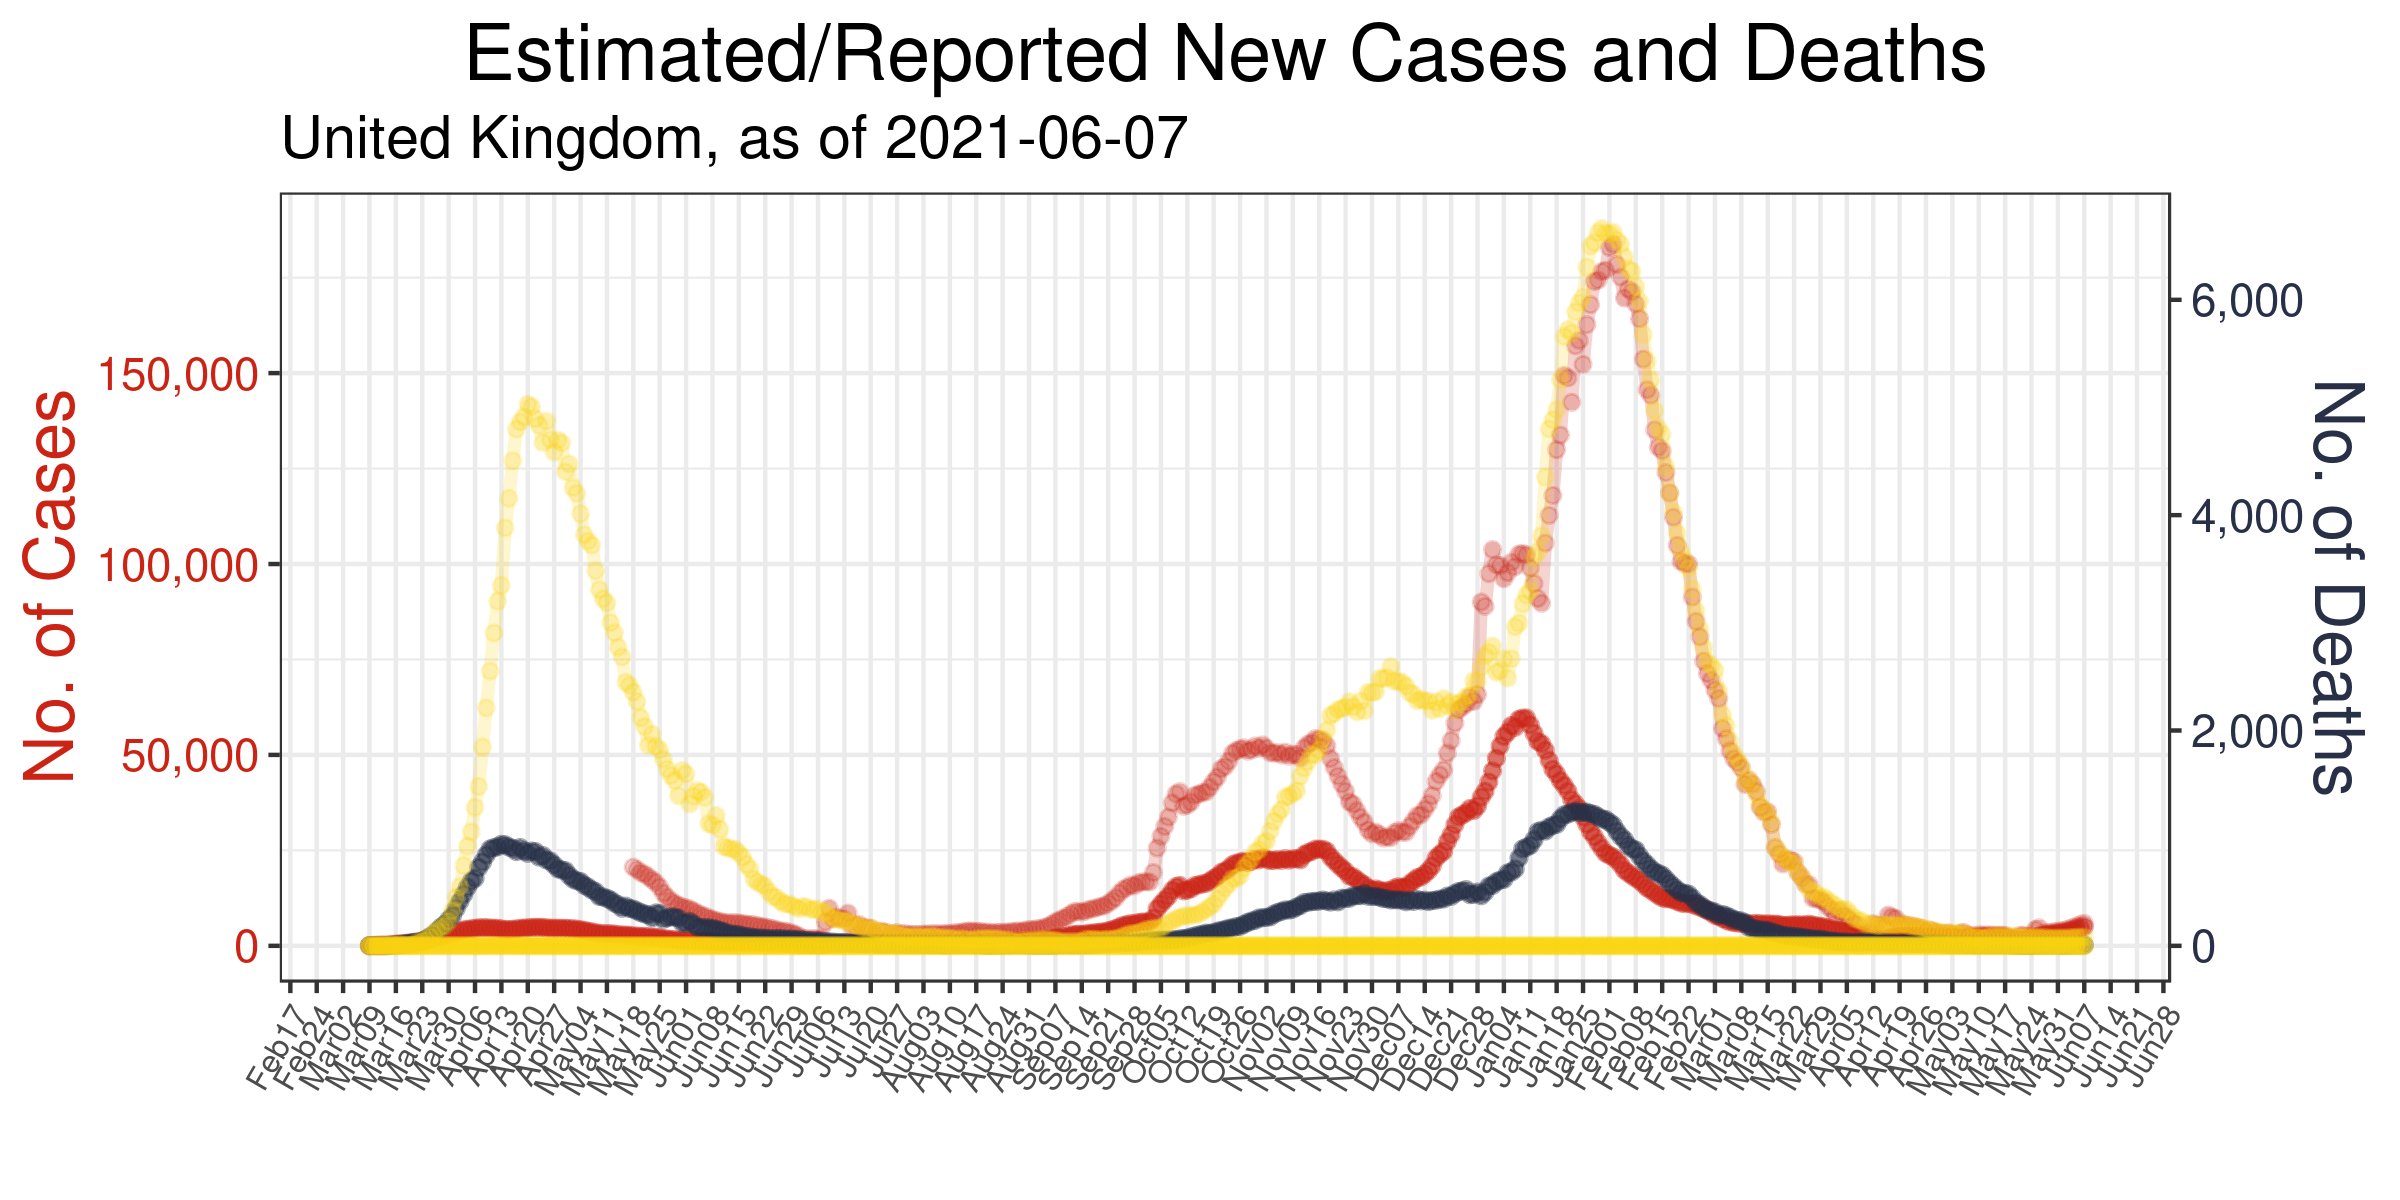 Estimated/Reported New Cases and Deaths
United Kingdom, as of 2021-06-07
No. of Cases
150,000
100,000
50,000
0
6,000
4,000
2,000
0
No. of Deaths
Feb17
Feb24
Mar02
Mar09
Mar16
Mar23
Mar30
Apr06
Apr13
Apr20
Apr27
May04
May11
May18
May25
Jun01
Jun08
Jun15
Jun22
Jun29
Jul06
Jul13
Jul20
Jul27
Aug03
Aug10
Aug17
Aug24
Aug31
Sep07
Sep14
Sep21
Sep28
Oct05
Oct12
Oct19
Oct26
Nov02
Nov09
Nov16
Nov23
Nov30
Dec07
Dec14
Dec21
Dec28
Jan04
Jan11
Jan18
Jan25
Feb01
Feb08
Feb15
Feb22
Mar01
Mar08
Mar15
Mar22
Mar29
Apr05
Apr12
Apr19
Apr26
May03
May10
May17
May24
May31
Jun07
Jun14
Jun21
Jun28